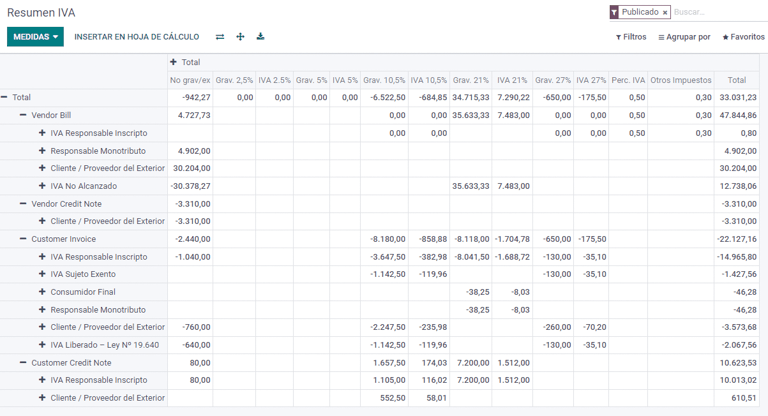 Resumen IVA
Publicado × Buscar...
MEDIDAS INSERTAR EN HOJA DE CÁLCULO Filtros Agrupar por Favoritos
Total
No grav/ex Grav. 2,5% IVA 2.5% Grav. 5% IVA 5% Grav. 10,5% IVA 10,5% Grav. 21% IVA 21% Grav. 27% IVA 27% Perc. IVA Otros Impuestos Total
Total -942,27 0,00 0,00 0,00 0,00 -6.522,50 -684,85 34.715,33 7.290,22 -650,00 -175,50 0,50 0,30 33.031,23
Vendor Bill 4.727,73 0,00 0,00 35.633,33 7.483,00 0,00 0,00 0,50 0,30 47.844,86
IVA Responsable Inscripto 0,00 0,00 0,00 0,00 0,50 0,30 0,80
Responsable Monotributo 4.902,00 4.902,00
Cliente / Proveedor del Exterior 30.204,00 30.204,00
IVA No Alcanzado -30.378,27 35.633,33 7.483,00 12.738,06
Vendor Credit Note -3.310,00 -3.310,00
Cliente / Proveedor del Exterior -3.310,00 -3.310,00
Customer Invoice -2.440,00 -8.180,00 -858,88 -8.118,00 -1.704,78 -650,00 -175,50 -22.127,16
IVA Responsable Inscripto -1.040,00 -3.647,50 -382,98 -8.041,50 -1.688,72 -130,00 -35,10 -14.965,80
IVA Sujeto Exento -1.142,50 -119,96 -130,00 -35,10 -1.427,56
Consumidor Final -38,25 -8,03 -46,28
Responsable Monotributo -38,25 -8,03 -46,28
Cliente / Proveedor del Exterior -760,00 -2.247,50 -235,98 -260,00 -70,20 -3.573,68
IVA Liberado – Ley Nº 19.640 -640,00 -1.142,50 -119,96 -130,00 -35,10 -2.067,56
Customer Credit Note 80,00 1.657,50 174,03 7.200,00 1.512,00 10.623,53
IVA Responsable Inscripto 80,00 1.105,00 116,02 7.200,00 1.512,00 10.013,02
Cliente / Proveedor del Exterior 552,50 58,01 610,51